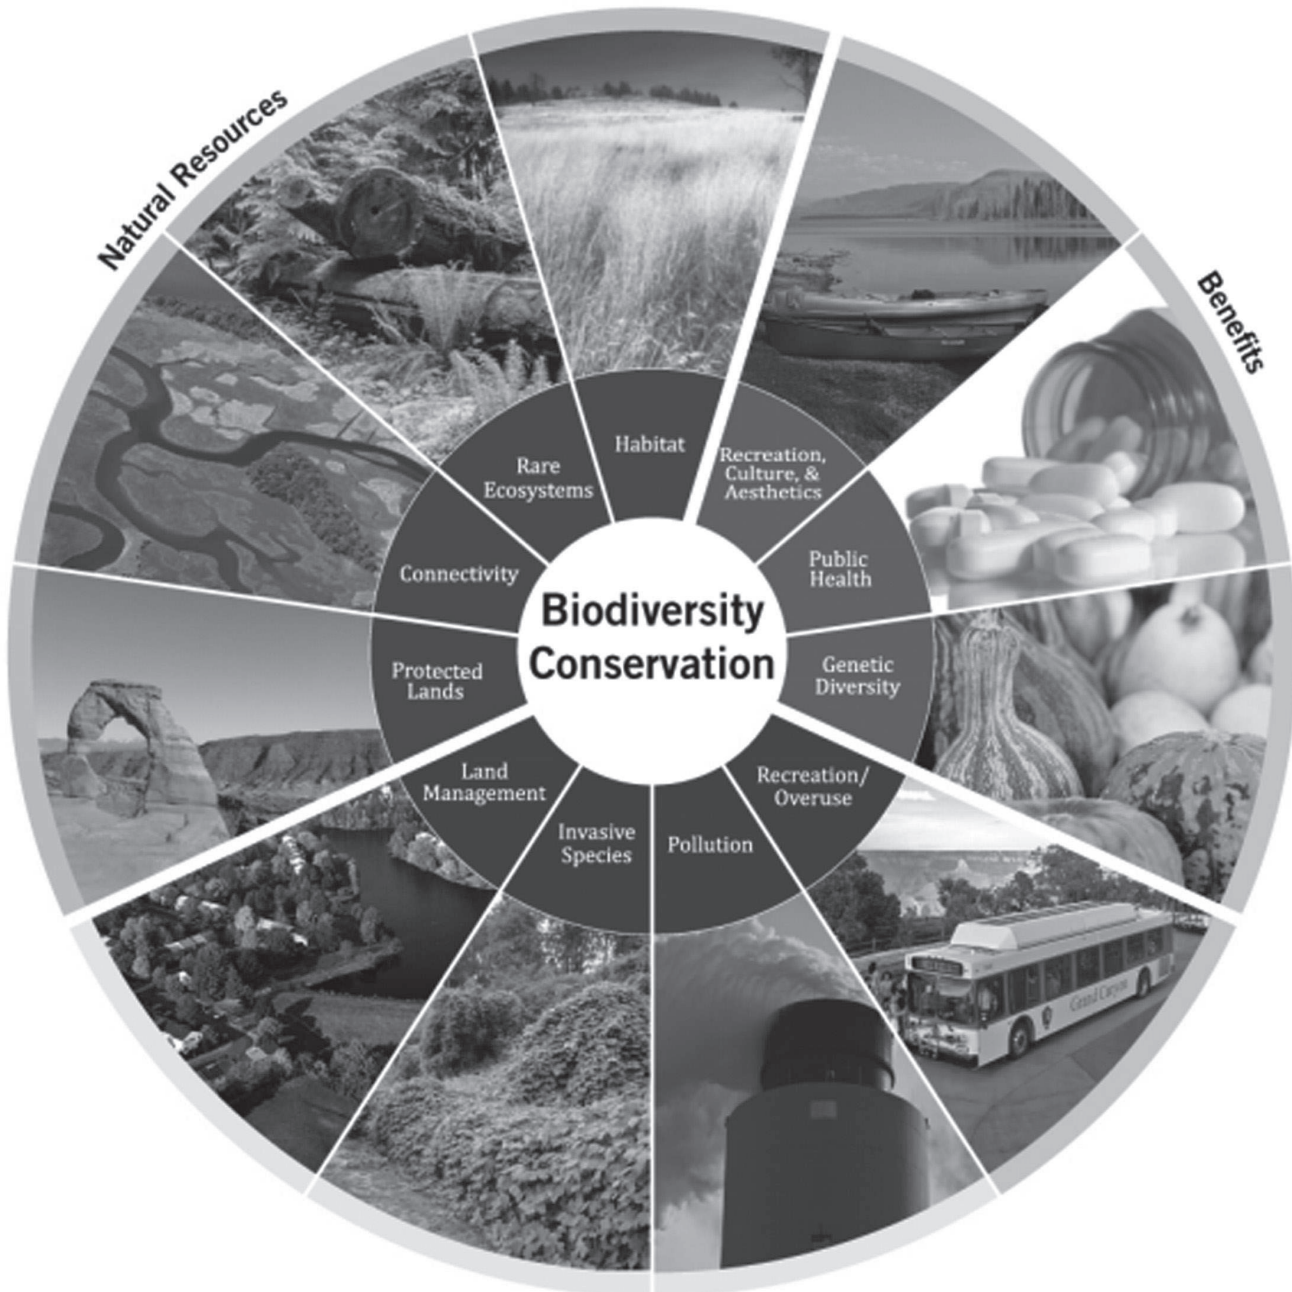 Natural Resources
Benefits
Habitat
Recreation,
Culture, &
Aesthetics
Public
Health
Genetic
Diversity
Recreation/
Overuse
Pollution
Invasive
Species
Land
Management
Protected
Lands
Connectivity
Rare
Ecosystems
Biodiversity
Conservation
Grand Canyon